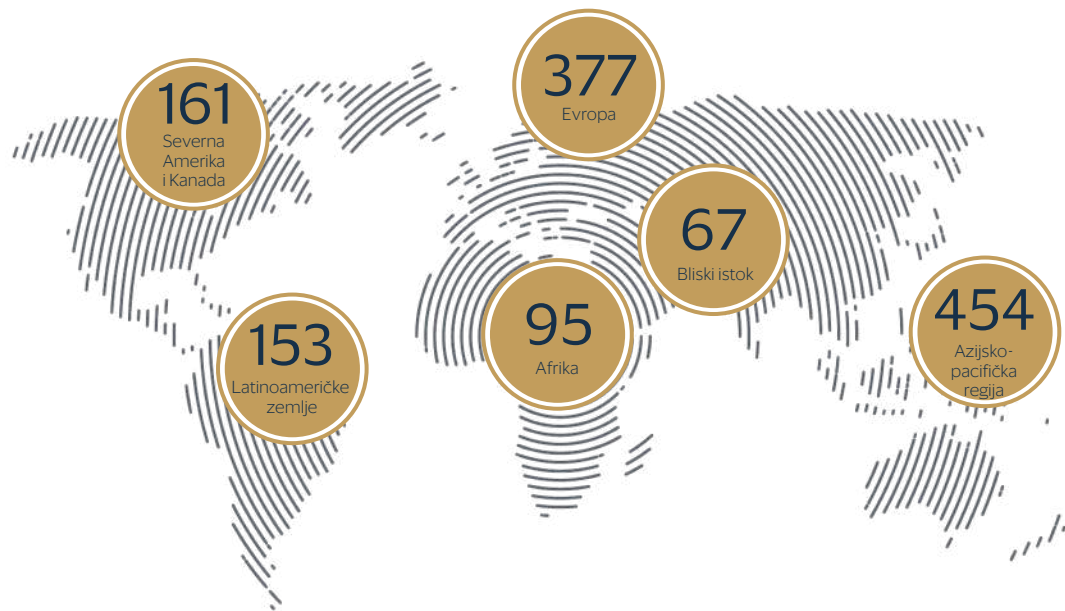 161
Severna
Amerika
i Kanada
377
Evropa
67
Bliski istok
95
Afrika
454
Azijsko-
pacifička
regija
153
Latinoameričke
zemlje